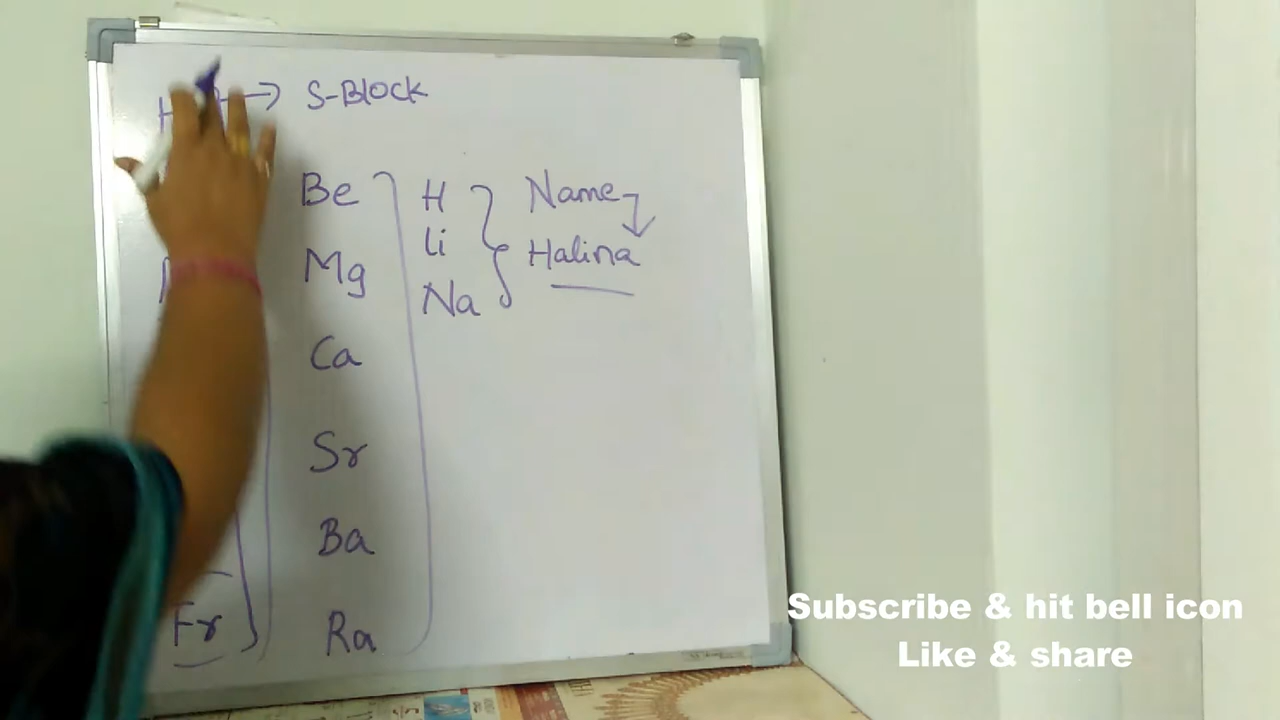 H → S-Block
Be H Name
Mg Li Halina
Ca Na
Sr
Ba
Fr Ra
Subscribe & hit bell icon
Like & share